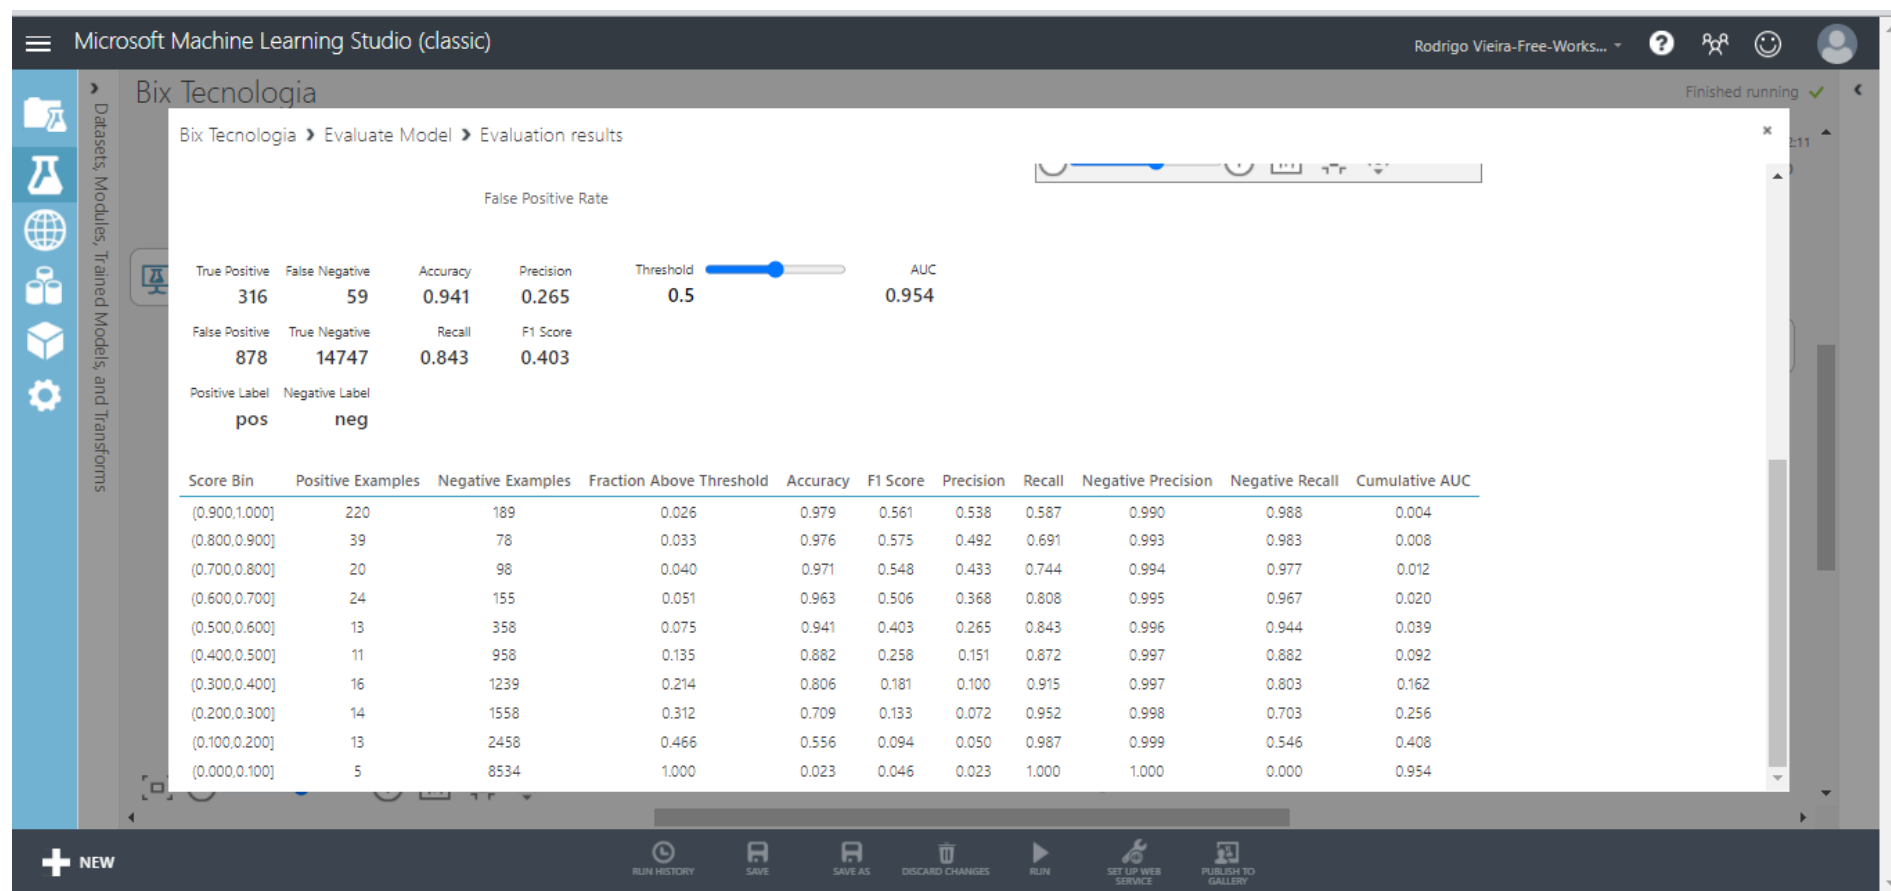 Microsoft Machine Learning Studio (classic)
Rodrigo Vieira-Free-Works...
?
Bix Tecnologia
Finished running
Datasets, Modules, Trained Models, and Transforms
Bix Tecnologia > Evaluate Model > Evaluation results
2:11
False Positive Rate
True Positive False Negative Accuracy Precision Threshold AUC
316 59 0.941 0.265 0.5 0.954
False Positive True Negative Recall F1 Score
878 14747 0.843 0.403
Positive Label Negative Label
pos neg
Score Bin Positive Examples Negative Examples Fraction Above Threshold Accuracy F1 Score Precision Recall Negative Precision Negative Recall Cumulative AUC
(0.900,1.000] 220 189 0.026 0.979 0.561 0.538 0.587 0.990 0.988 0.004
(0.800,0.900] 39 78 0.033 0.976 0.575 0.492 0.691 0.993 0.983 0.008
(0.700,0.800] 20 98 0.040 0.971 0.548 0.433 0.744 0.994 0.977 0.012
(0.600,0.700] 24 155 0.051 0.963 0.506 0.368 0.808 0.995 0.967 0.020
(0.500,0.600] 13 358 0.075 0.941 0.403 0.265 0.843 0.996 0.944 0.039
(0.400,0.500] 11 958 0.135 0.882 0.258 0.151 0.872 0.997 0.882 0.092
(0.300,0.400] 16 1239 0.214 0.806 0.181 0.100 0.915 0.997 0.803 0.162
(0.200,0.300] 14 1558 0.312 0.709 0.133 0.072 0.952 0.998 0.703 0.256
(0.100,0.200] 13 2458 0.466 0.556 0.094 0.050 0.987 0.999 0.546 0.408
(0.000,0.100] 5 8534 1.000 0.023 0.046 0.023 1.000 1.000 0.000 0.954
NEW
RUN HISTORY
SAVE
SAVE AS
DISCARD CHANGES
RUN
SET UP WEB SERVICE
PUBLISH TO GALLERY